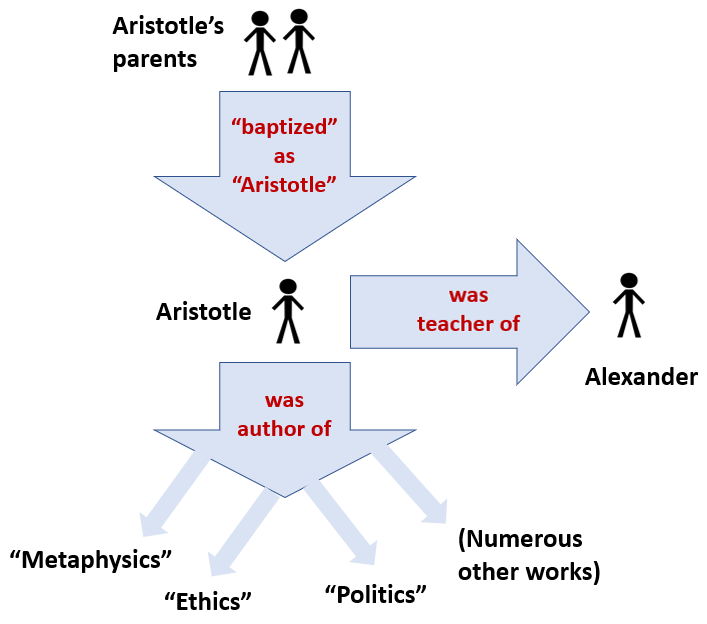 Aristotle’s
parents
“baptized”
as
“Aristotle”
Aristotle
was
teacher of
Alexander
was
author of
“Metaphysics”
“Ethics”
“Politics”
(Numerous
other works)